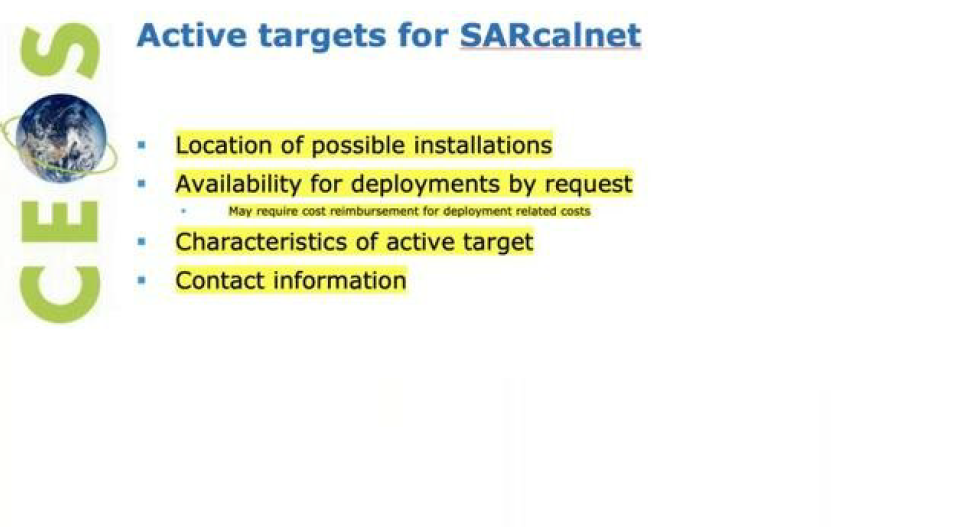 Active targets for SARcalnet
CEOS
Location of possible installations
Availability for deployments by request
May require cost reimbursement for deployment related costs
Characteristics of active target
Contact information